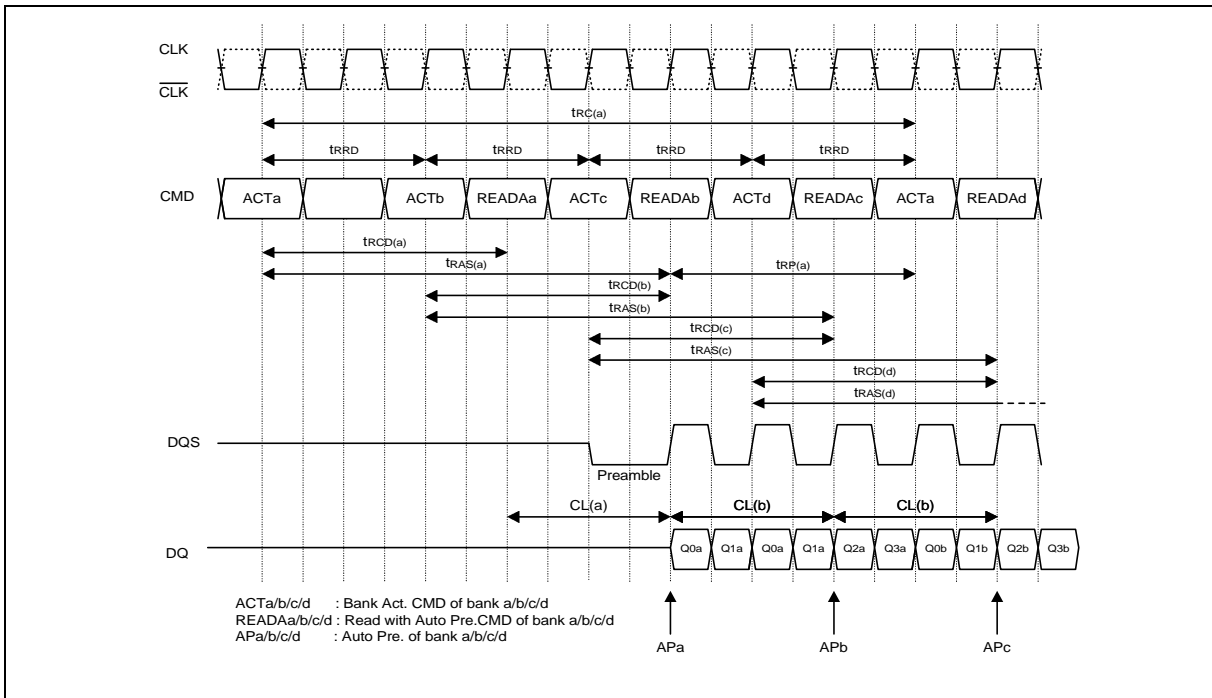 CLK
CLK
tRC(a)
tRRD tRRD tRRD tRRD
CMD ACTa ACTb READAa ACTc READAb ACTd READAc ACTa READAd
tRCD(a)
tRAS(a) tRP(a)
tRCD(b)
tRAS(b)
tRCD(c)
tRAS(c)
tRCD(d)
tRAS(d)
DQS
Preamble
CL(a) CL(b) CL(b)
DQ Q0a Q1a Q0a Q1a Q2a Q3a Q0b Q1b Q2b Q3b
ACTa/b/c/d : Bank Act. CMD of bank a/b/c/d
READAa/b/c/d : Read with Auto Pre.CMD of bank a/b/c/d
APa/b/c/d : Auto Pre. of bank a/b/c/d
APa APb APc